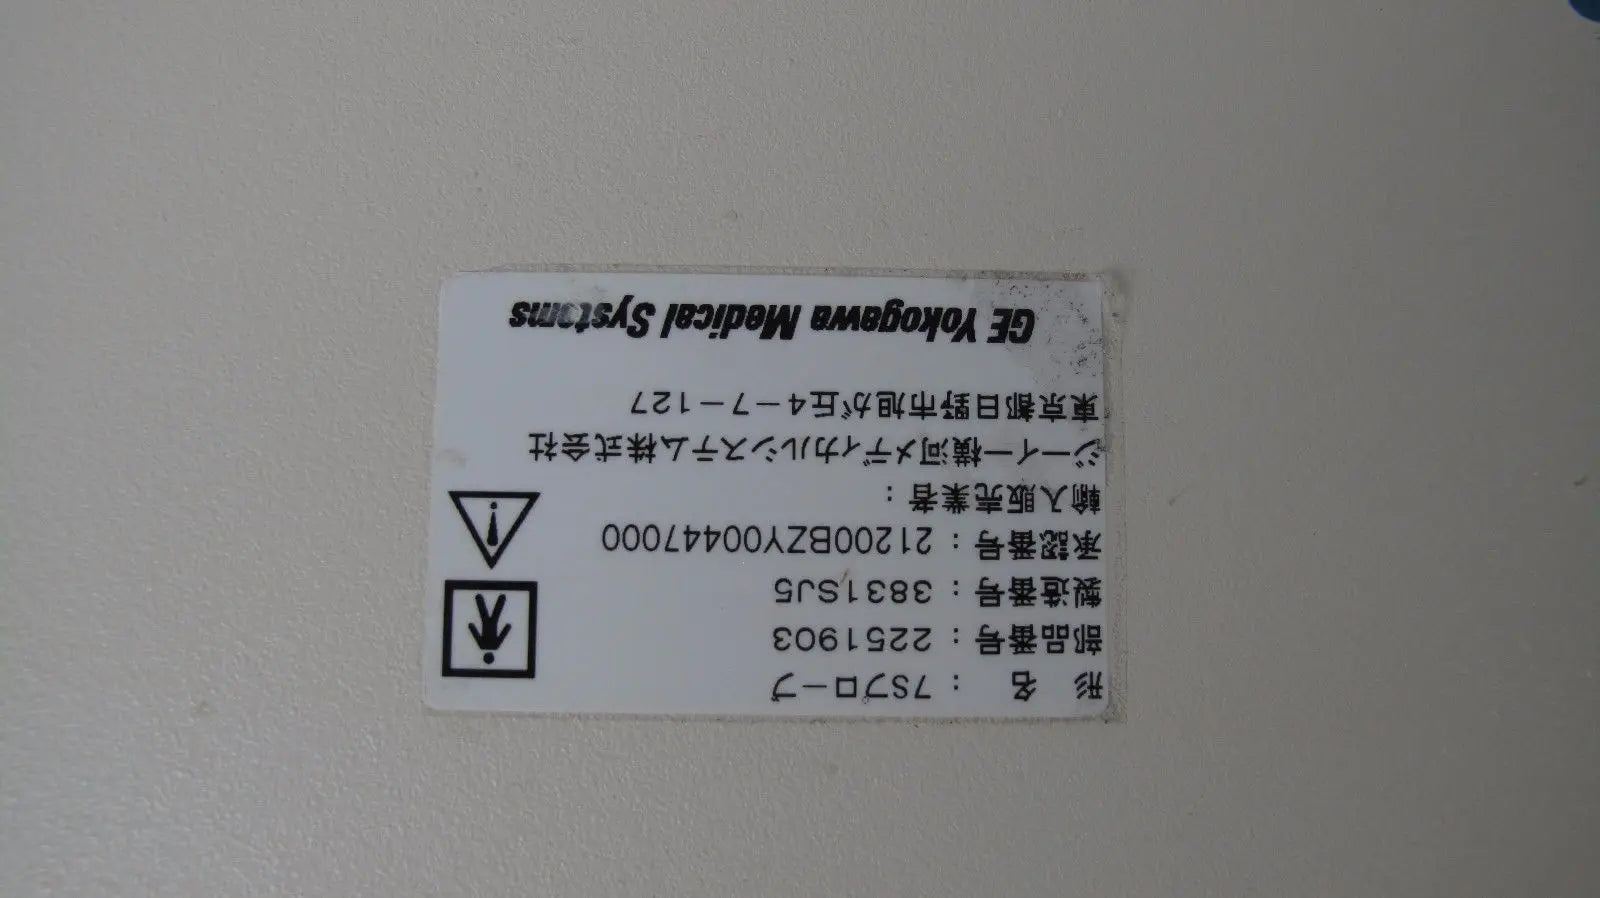 形 名 : 7Sプローブ
部品番号 : 2251903
製造番号 : 3831SJ5
承認番号 : 21200BZY00447000
輸入販売業者 :
ジーイー横河メディカルシステム株式会社
東京都日野市旭が丘4-7-127
GE Yokogawa Medical Systems